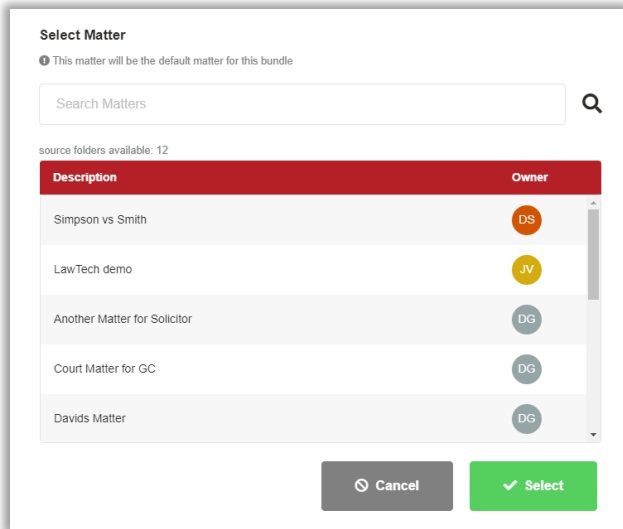 Select Matter
This matter will be the default matter for this bundle
Search Matters
source folders available: 12
Description Owner
Simpson vs Smith DS
LawTech demo JV
Another Matter for Solicitor DG
Court Matter for GC DG
Davids Matter DG
Cancel Select